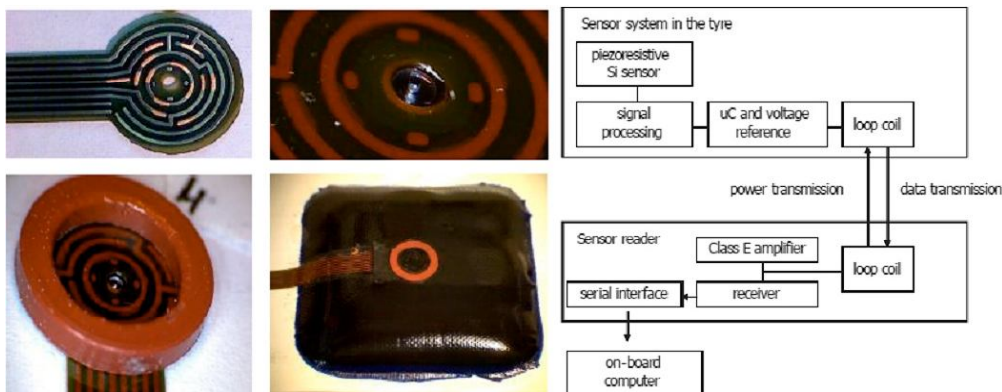 Sensor system in the tyre
piezoresistive
Si sensor
signal
processing
uC and voltage
reference
loop coil
power transmission
data transmission
Sensor reader
Class E amplifier
loop coil
serial interface
receiver
on-board
computer
4